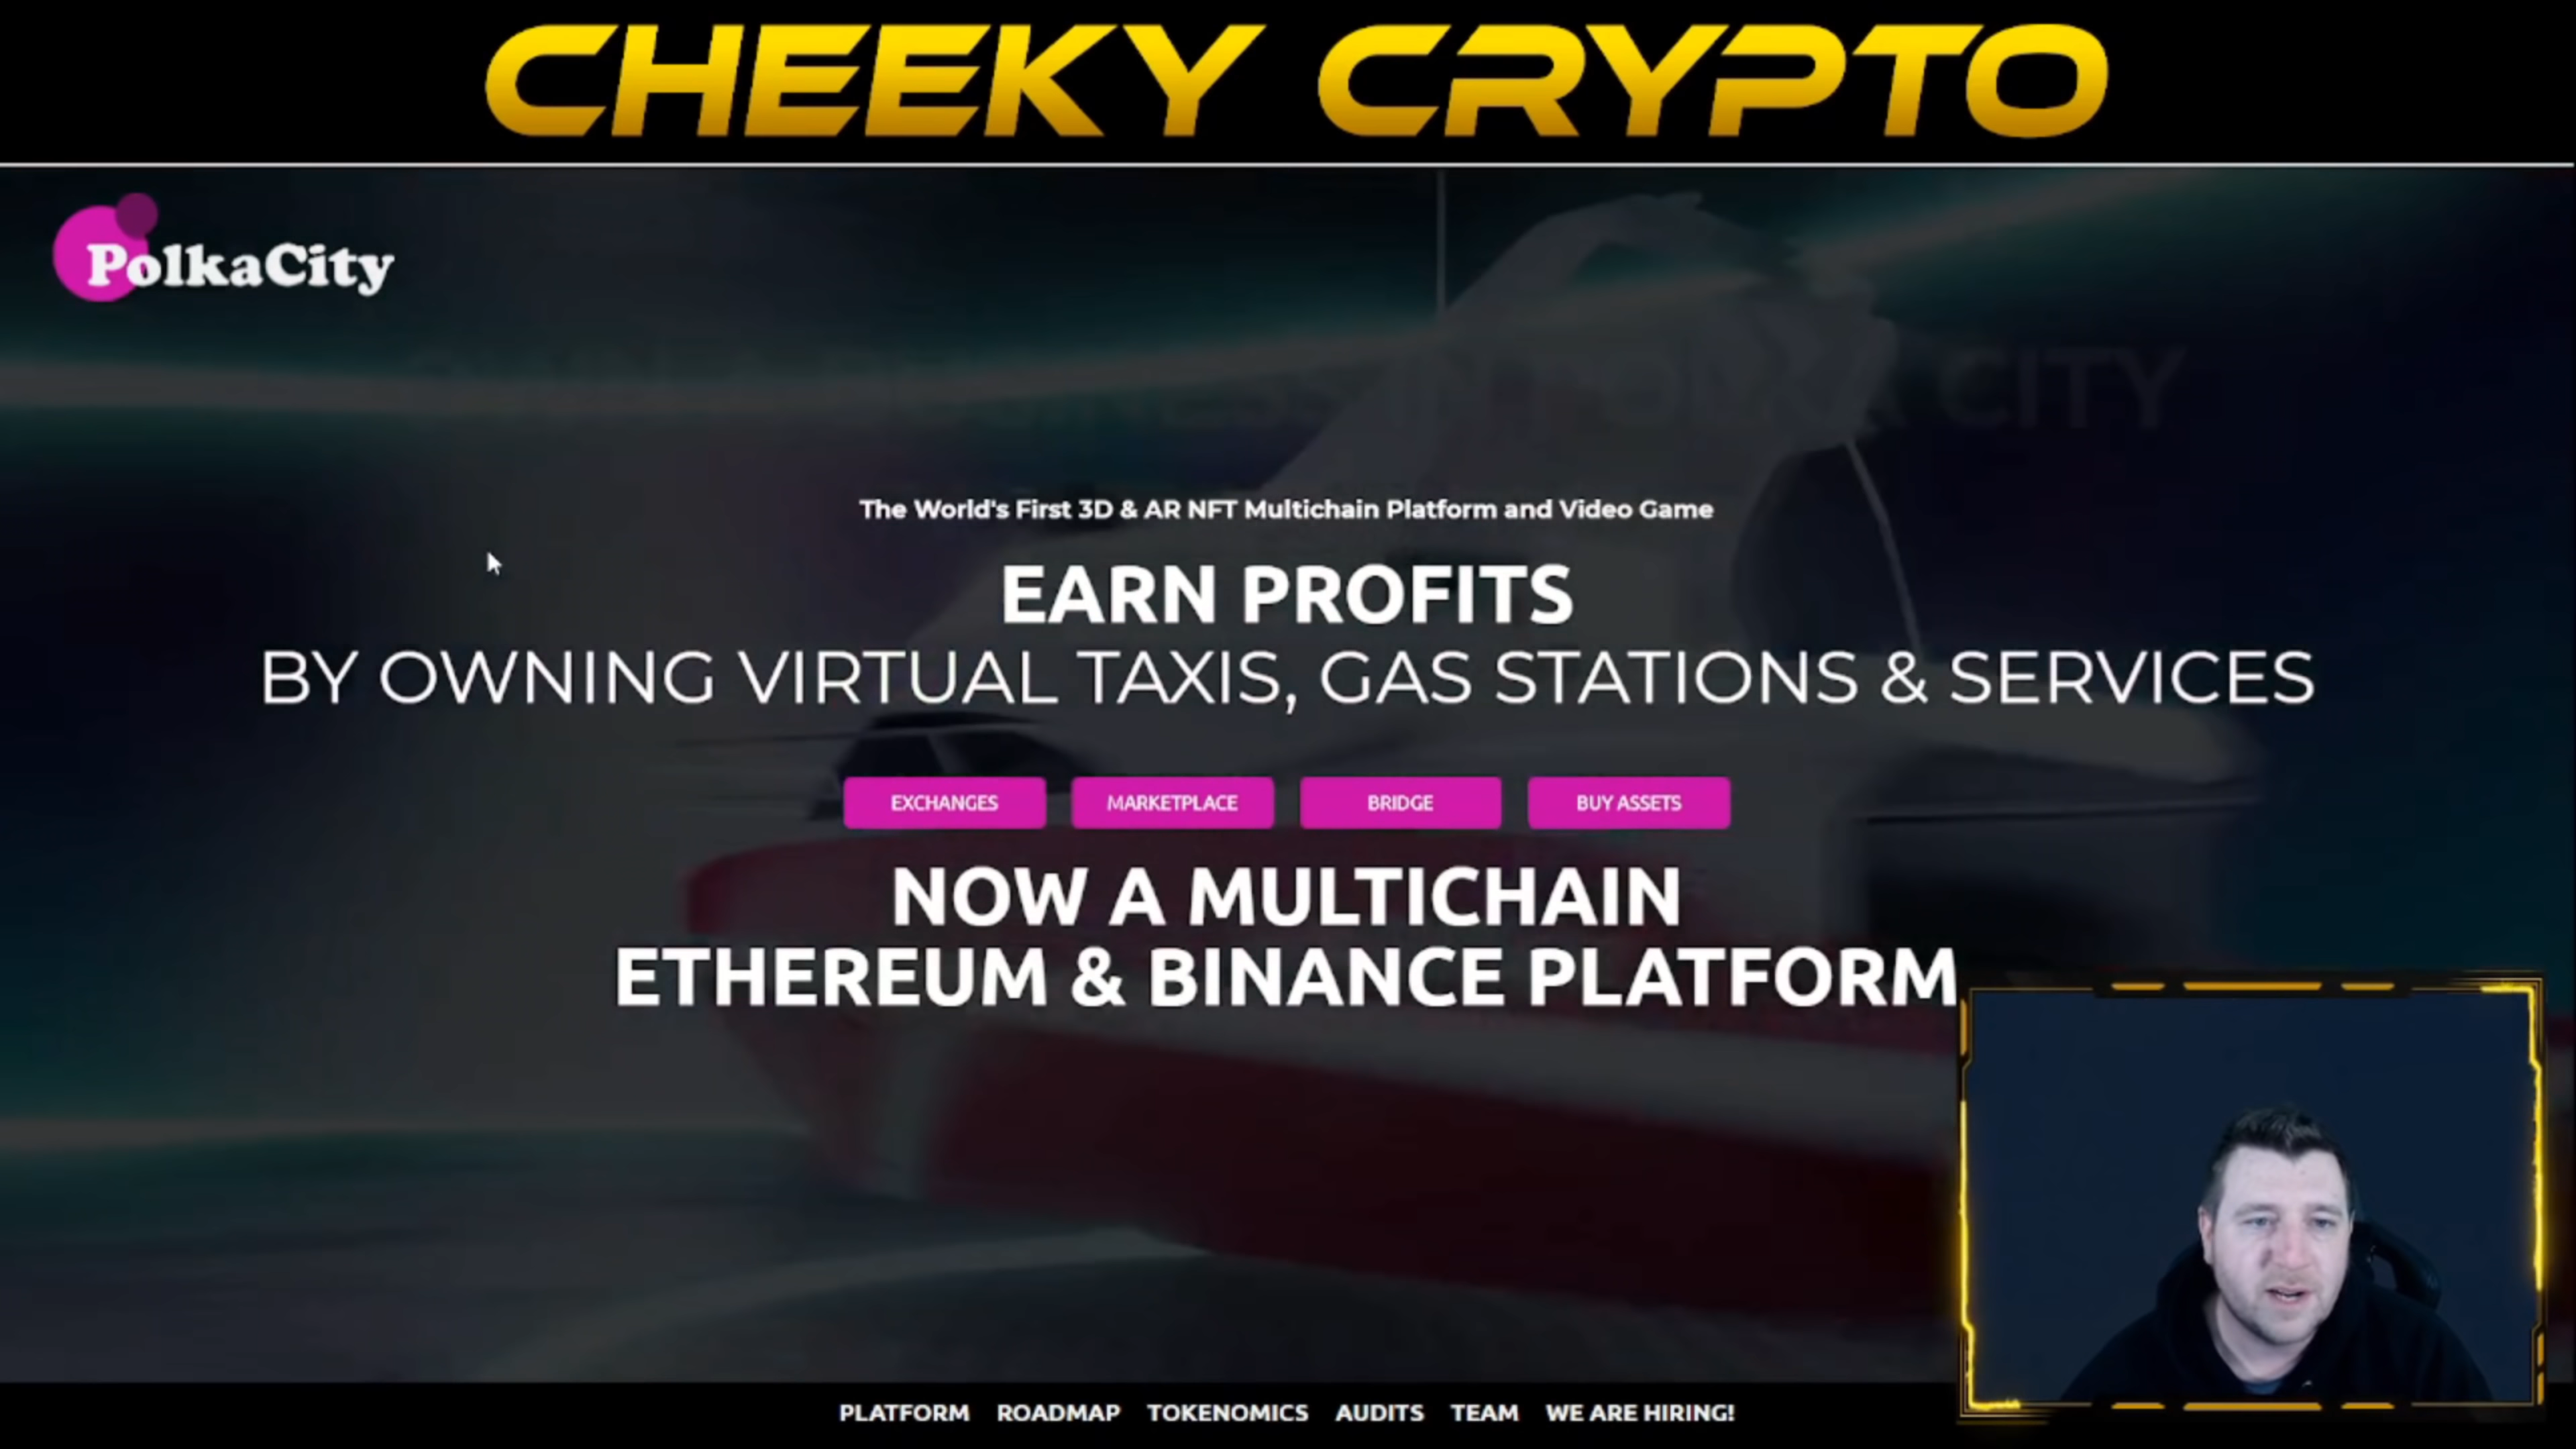 CHEEKY CRYPTO
PolkaCity
CITY
The World's First 3D & AR NFT Multichain Platform and Video Game
EARN PROFITS
BY OWNING VIRTUAL TAXIS, GAS STATIONS & SERVICES
EXCHANGES MARKETPLACE BRIDGE BUY ASSETS
NOW A MULTICHAIN
ETHEREUM & BINANCE PLATFORM
PLATFORM ROADMAP TOKENOMICS AUDITS TEAM WE ARE HIRING!